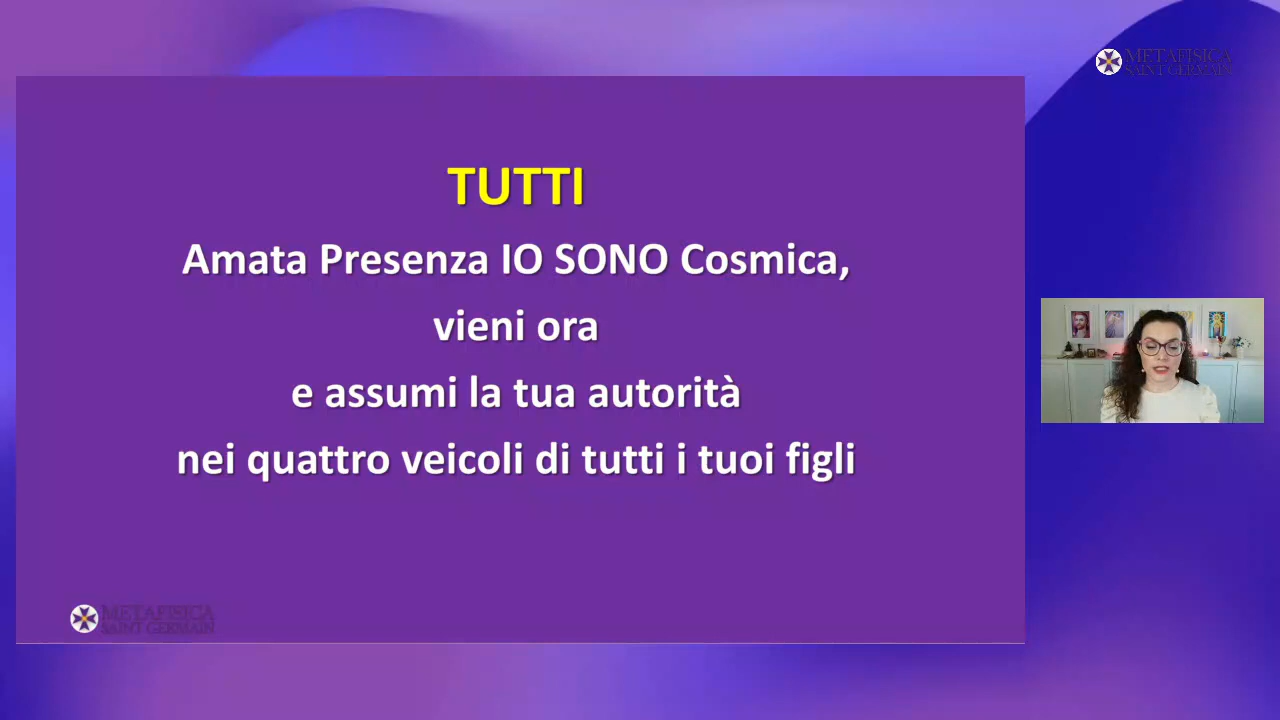 METAFISICA
SAINT GERMAIN
TUTTI
Amata Presenza IO SONO Cosmica,
vieni ora
e assumi la tua autorità
nei quattro veicoli di tutti i tuoi figli
METAFISICA
SAINT GERMAIN